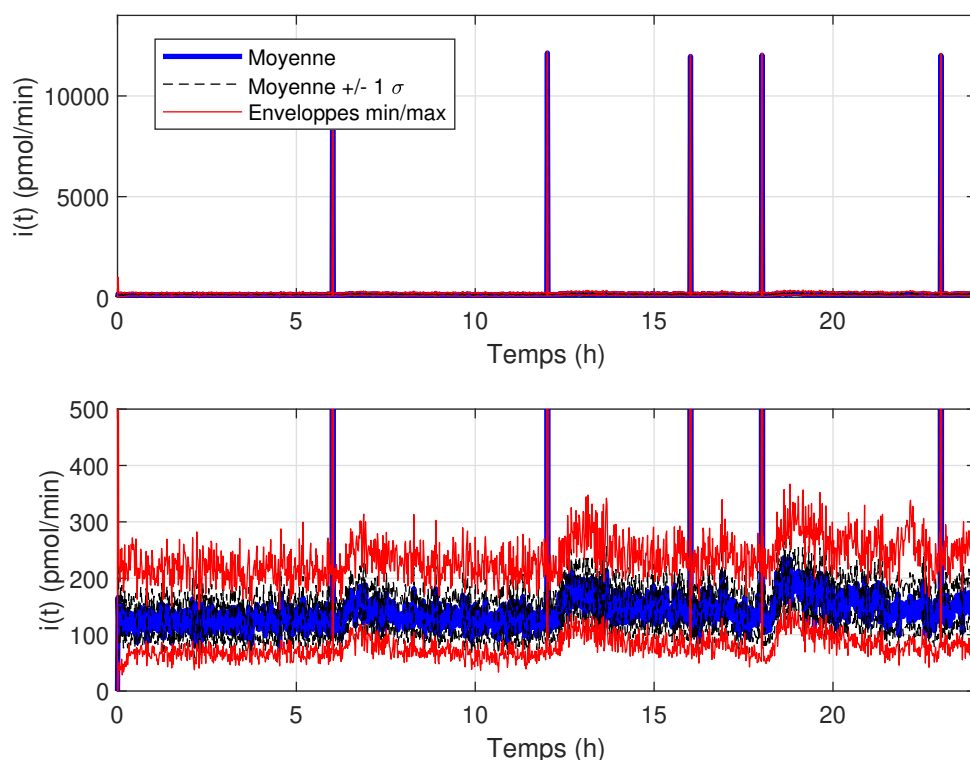 Moyenne
Moyenne +/- 1 σ
Enveloppes min/max
i(t) (pmol/min)
10000
5000
0
0 5 10 15 20
Temps (h)
i(t) (pmol/min)
500
400
300
200
100
0
0 5 10 15 20
Temps (h)